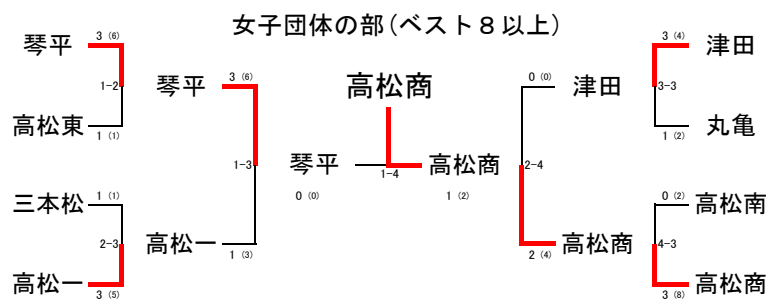 女子団体の部(ベスト８以上)
3 (6)
琴平
1-2
高松東
1 (1)
1 (1)
三本松
2-3
高松一
3 (5)
3 (6)
琴平
1-3
高松一
1 (3)
高松商
琴平
1-4
高松商
0 (0)
1 (2)
0 (0)
津田
2-4
高松商
2 (4)
3 (4)
津田
3-3
丸亀
1 (2)
0 (2)
高松南
4-3
高松商
3 (8)